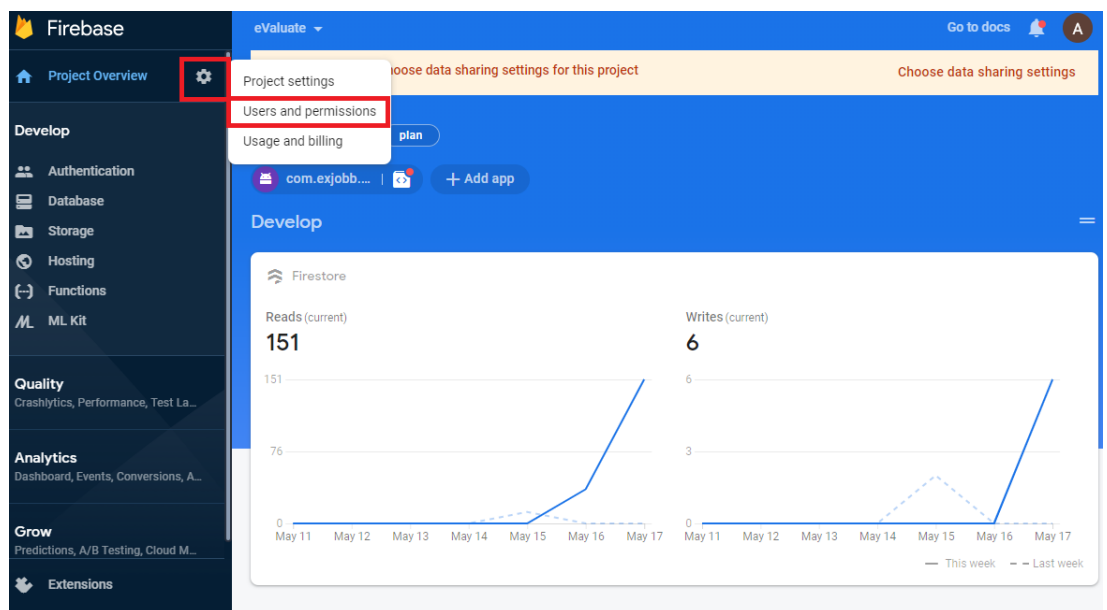 Firebase
eValuate
Go to docs
A
Project Overview
Project settings
Users and permissions
Usage and billing
hoose data sharing settings for this project
Choose data sharing settings
plan
com.exjobb.... |
+ Add app
Develop
Authentication
Database
Storage
Hosting
Functions
ML Kit
Quality
Crashlytics, Performance, Test La...
Analytics
Dashboard, Events, Conversions, A...
Grow
Predictions, A/B Testing, Cloud M...
Extensions
Develop
Firestore
Reads (current)
151
151
76
0
May 11 May 12 May 13 May 14 May 15 May 16 May 17
Writes (current)
6
6
3
0
May 11 May 12 May 13 May 14 May 15 May 16 May 17
This week Last week